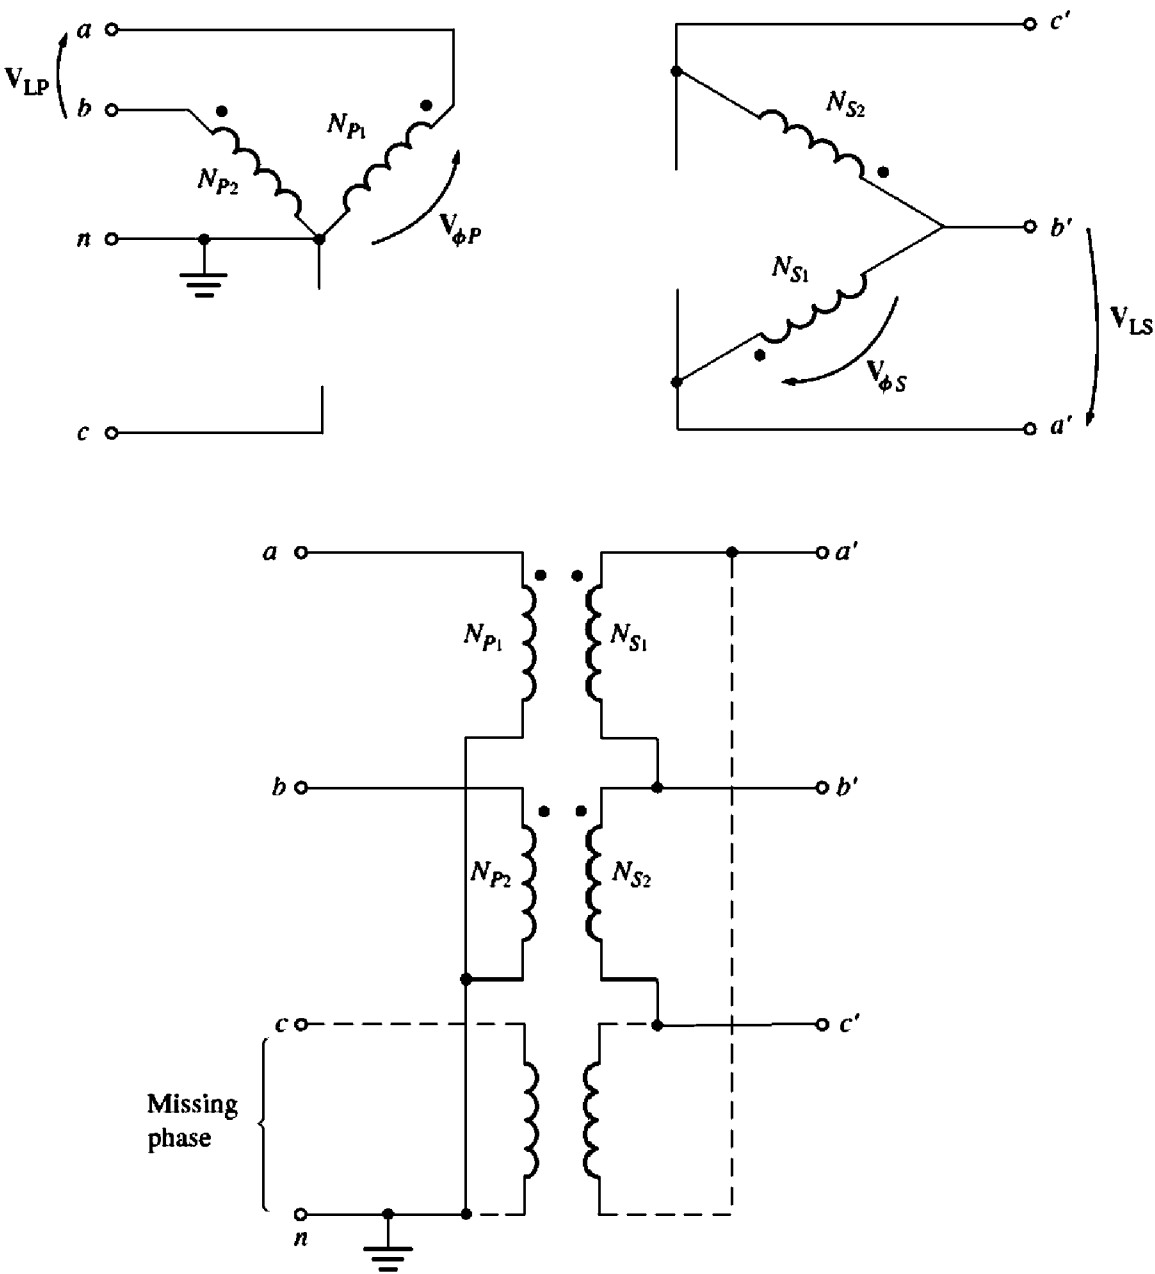 a
V_LP
b
N_P1
N_P2
n
V_ϕP
c
c'
N_S2
b'
N_S1
V_LS
V_ϕS
a'
a
a'
N_P1
N_S1
b
b'
N_P2
N_S2
c
c'
Missing
phase
n